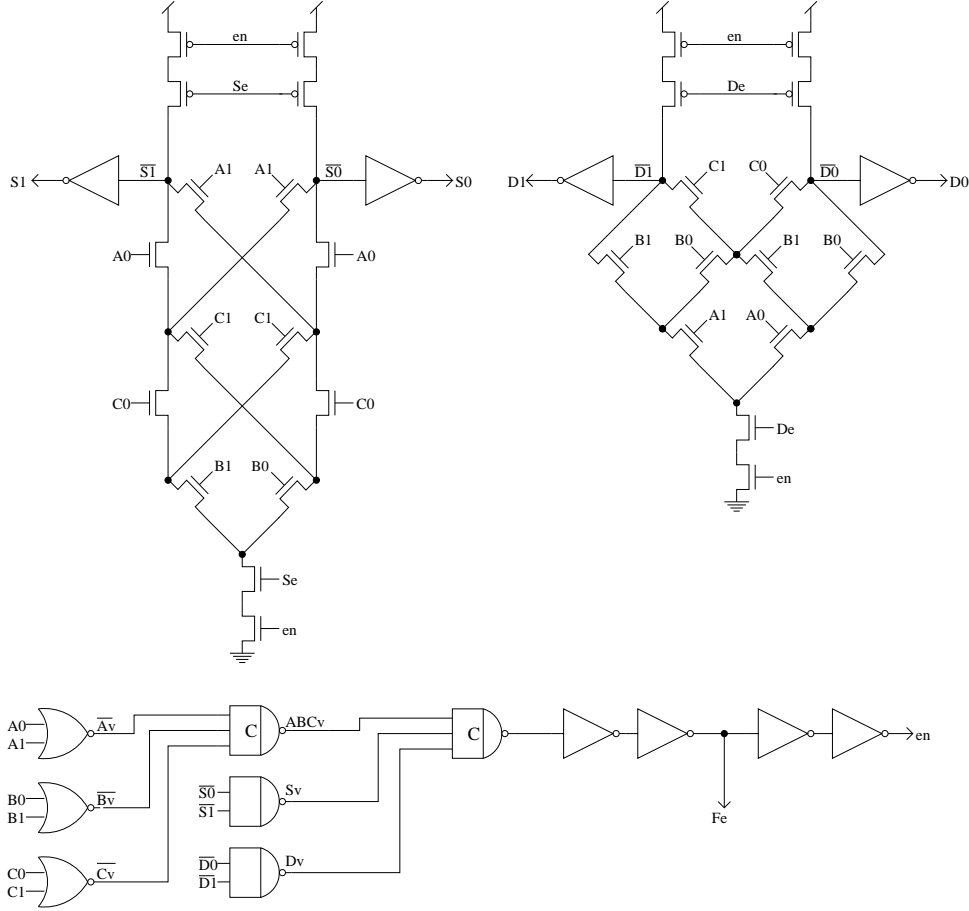 en
en
Se
De
S1
S̅1̅
A1
A1
S̅0̅
S0
D1
D̅1̅
C1
C0
D̅0̅
D0
A0
A0
B1
B0
B1
B0
C1
C1
A1
A0
C0
C0
De
B1
B0
en
Se
en
A0
A1
A̅v̅
C
ABCv
C
en
B0
B1
B̅v̅
S̅0̅
S̅1̅
Sv
Fe
C0
C1
C̅v̅
D̅0̅
D̅1̅
Dv